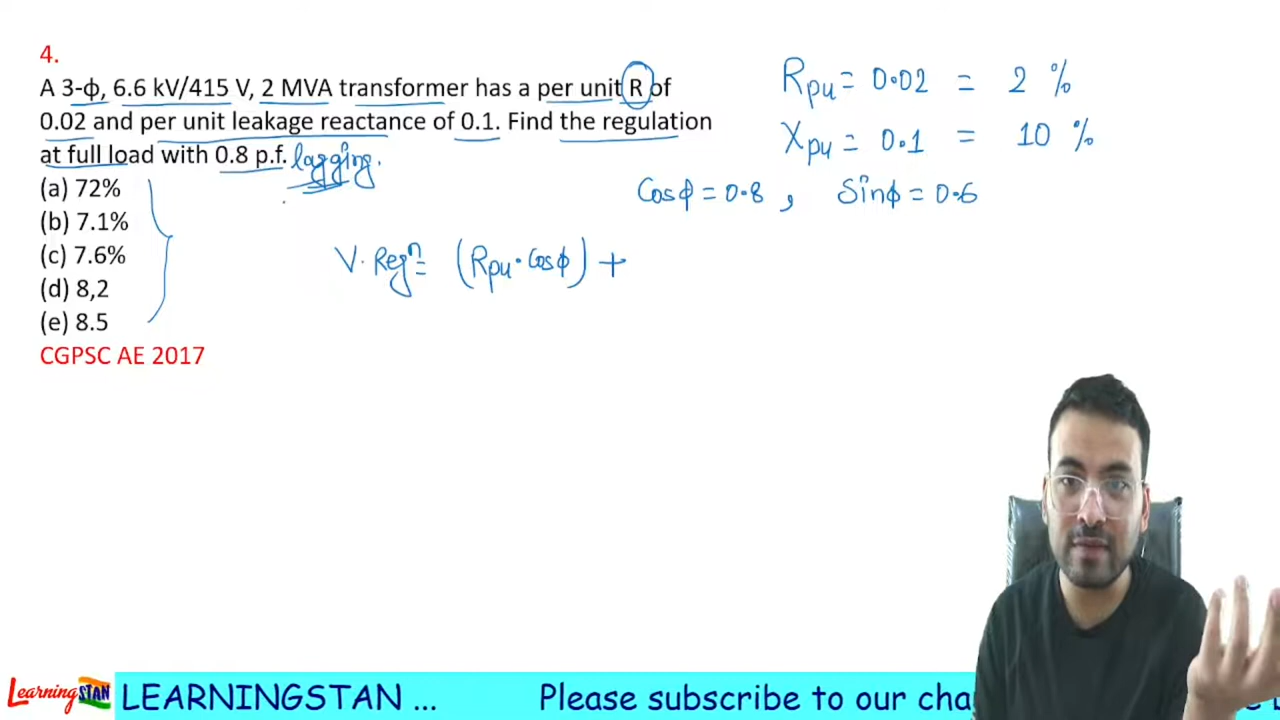 4.
A 3-ф, 6.6 kV/415 V, 2 MVA transformer has a per unit R of
0.02 and per unit leakage reactance of 0.1. Find the regulation
at full load with 0.8 p.f. lagging.
(a) 72%
(b) 7.1%
(c) 7.6%
(d) 8,2
(e) 8.5
CGPSC AE 2017
Rpu = 0.02 = 2 %
Xpu = 0.1 = 10 %
Cosϕ = 0.8 , Sinϕ = 0.6
V. Regⁿ = (Rpu · Cosϕ) +
LearningSTAN
LEARNINGSTAN ... Please subscribe to our cha